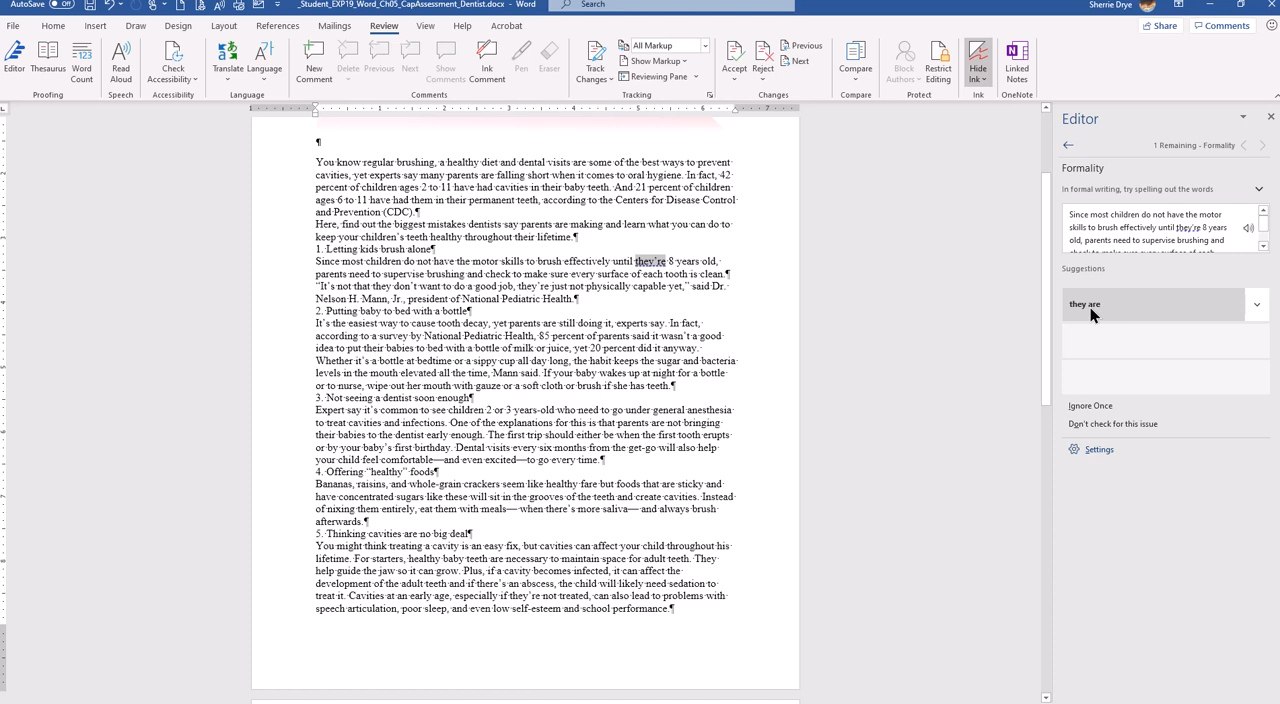 AutoSave Off
_Student_EXP19_Word_Ch05_CapAssessment_Dentist.docx - Word
Search
Sherrie Drye
File Home Insert Draw Design Layout References Mailings Review View Help Acrobat
Share
Comments
Editor
Thesaurus
Word Count
Proofing
Read Aloud
Speech
Check Accessibility
Accessibility
Translate
Language
Language
New Comment
Delete
Previous
Next
Show Comments
Ink Comment
Pen
Eraser
Comments
Track Changes
All Markup
Show Markup
Reviewing Pane
Tracking
Accept
Reject
Previous
Next
Changes
Compare
Compare
Block Authors
Restrict Editing
Protect
Hide Ink
Ink
Linked Notes
OneNote
1 1 2 3 4 5 6 7
¶
You know regular brushing, a healthy diet and dental visits are some of the best ways to prevent
cavities, yet experts say many parents are falling short when it comes to oral hygiene. In fact, 42
percent of children ages 2 to 11 have had cavities in their baby teeth. And 21 percent of children
ages 6 to 11 have had them in their permanent teeth, according to the Centers for Disease Control
and Prevention (CDC).¶
Here, find out the biggest mistakes dentists say parents are making and learn what you can do to
keep your children's teeth healthy throughout their lifetime.¶
1. Letting kids brush alone¶
Since most children do not have the motor skills to brush effectively until they're 8 years old,
parents need to supervise brushing and check to make sure every surface of each tooth is clean.¶
“It's not that they don't want to do a good job, they're just not physically capable yet,” said Dr.
Nelson H. Mann, Jr., president of National Pediatric Health.¶
2. Putting baby to bed with a bottle¶
It's the easiest way to cause tooth decay, yet parents are still doing it, experts say. In fact,
according to a survey by National Pediatric Health, 85 percent of parents said it wasn't a good
idea to put their babies to bed with a bottle of milk or juice, yet 20 percent did it anyway.
Whether it's a bottle at bedtime or a sippy cup all day long, the habit keeps the sugar and bacteria
levels in the mouth elevated all the time, Mann said. If your baby wakes up at night for a bottle
or to nurse, wipe out her mouth with gauze or a soft cloth or brush if she has teeth.¶
3. Not seeing a dentist soon enough¶
Expert say it's common to see children 2 or 3 years-old who need to go under general anesthesia
to treat cavities and infections. One of the explanations for this is that parents are not bringing
their babies to the dentist early enough. The first trip should either be when the first tooth erupts
or by your baby's first birthday. Dental visits every six months from the get-go will also help
your child feel comfortable—and even excited—to go every time.¶
4. Offering “healthy” foods¶
Bananas, raisins, and whole-grain crackers seem like healthy fare but foods that are sticky and
have concentrated sugars like these will sit in the grooves of the teeth and create cavities. Instead
of nixing them entirely, eat them with meals— when there's more saliva— and always brush
afterwards.¶
5. Thinking cavities are no big deal¶
You might think treating a cavity is an easy fix, but cavities can affect your child throughout his
lifetime. For starters, healthy baby teeth are necessary to maintain space for adult teeth. They
help guide the jaw so it can grow. Plus, if a cavity becomes infected, it can affect the
development of the adult teeth and if there's an abscess, the child will likely need sedation to
treat it. Cavities at an early age, especially if they're not treated, can also lead to problems with
speech articulation, poor sleep, and even low self-esteem and school performance.¶
Editor
1 Remaining - Formality
Formality
In formal writing, try spelling out the words
Since most children do not have the motor
skills to brush effectively until they're 8 years
old, parents need to supervise brushing and
Suggestions
they are
Ignore Once
Don't check for this issue
Settings